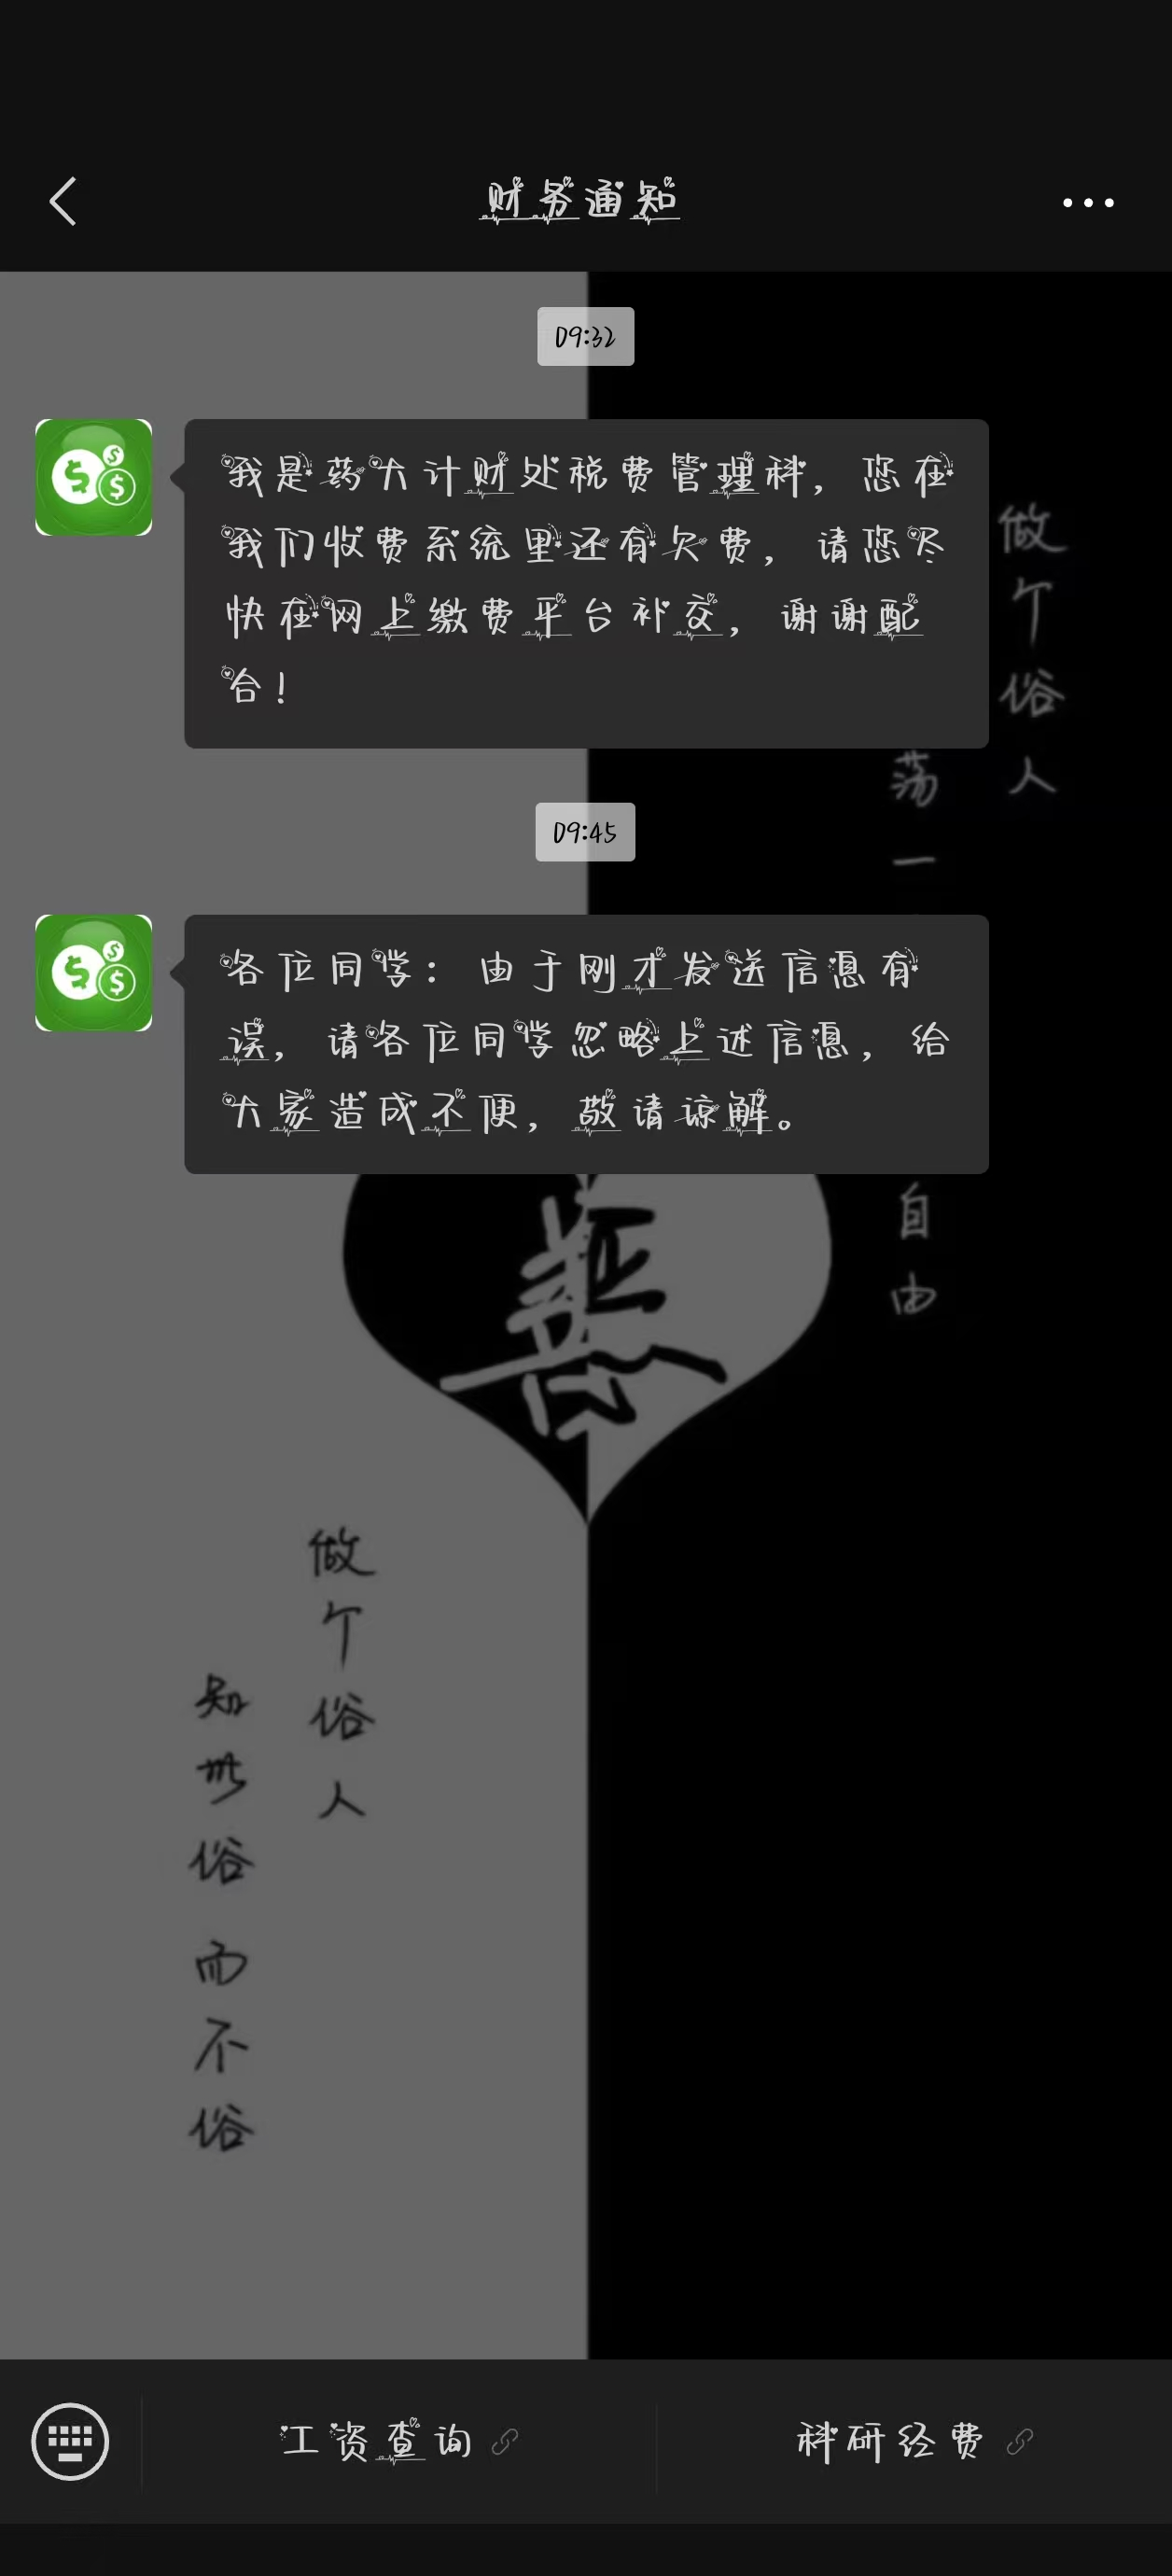 财务通知
09:32
我是药大计财处税费管理科，您在
我们收费系统里还有欠费，请您尽
快在网上缴费平台补交，谢谢配
合！
09:45
各位同学：由于刚才发送信息有
误，请各位同学忽略上述信息，给
大家造成不便，敬请谅解。
做个俗人
荡一
自由
善
做个俗人
知世俗而不俗
工资查询
科研经费